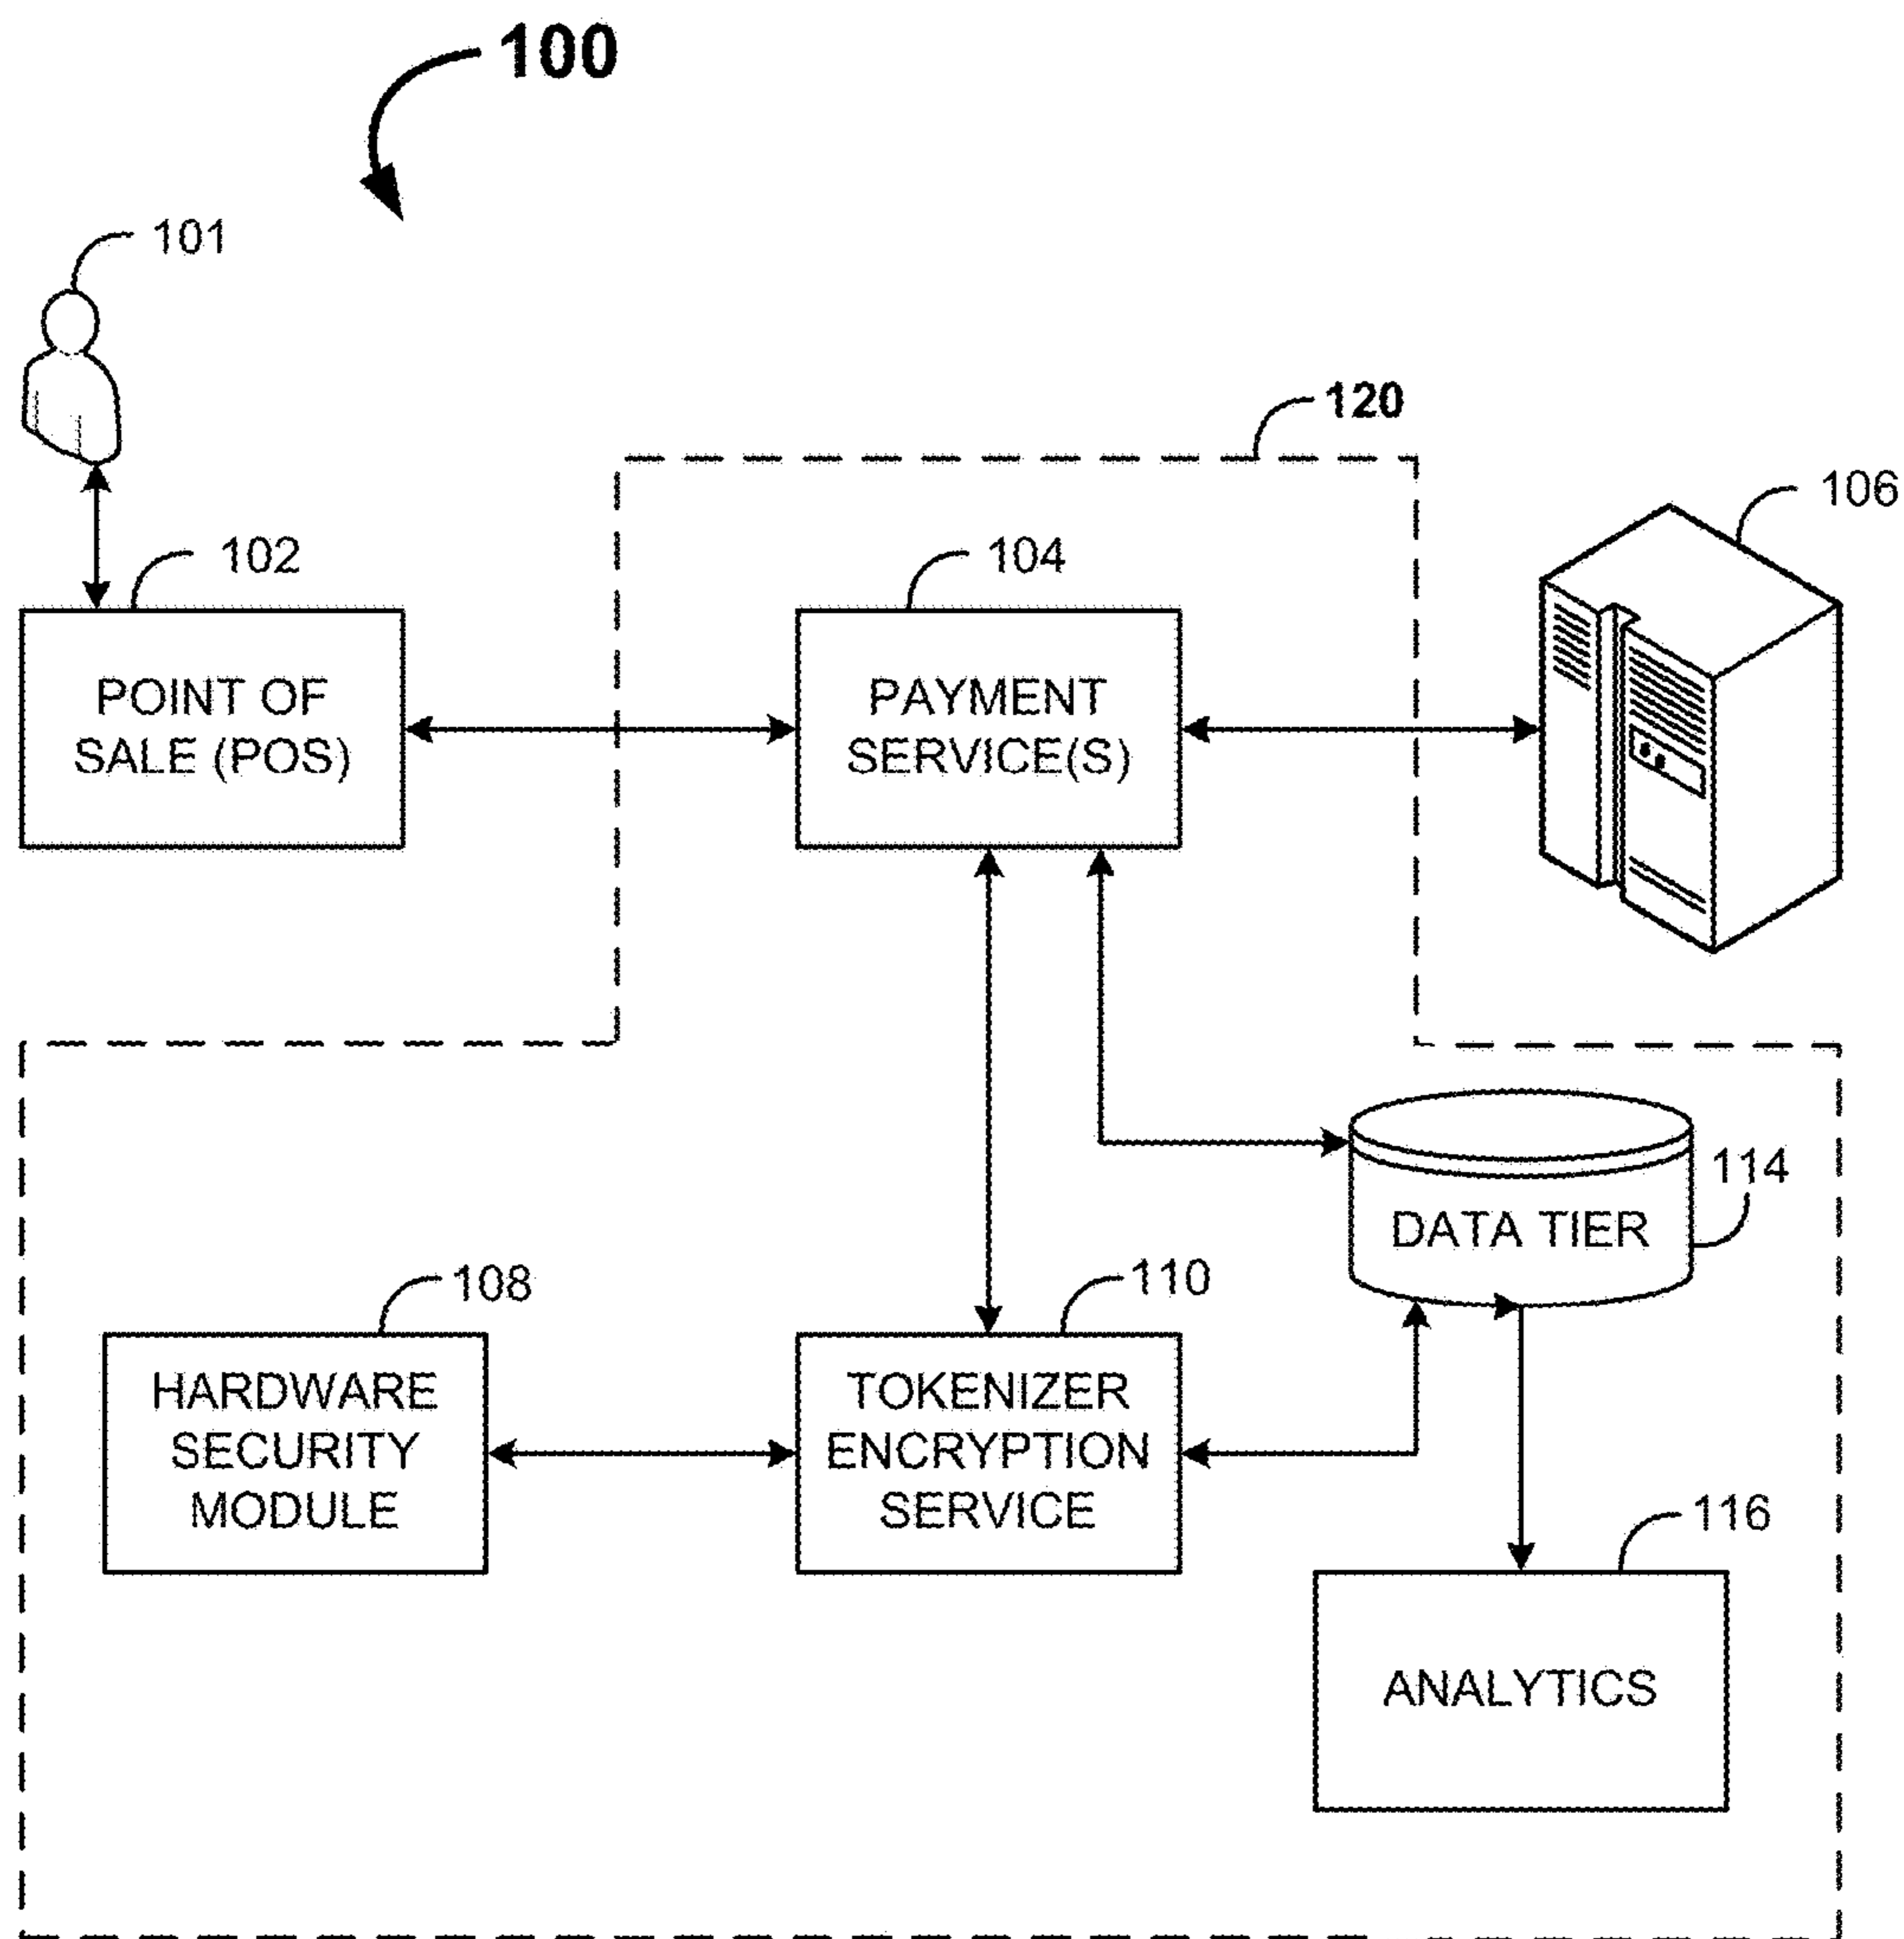 100
101
120
106
102
104
POINT OF
SALE (POS)
PAYMENT
SERVICE(S)
114
DATA TIER
108
110
HARDWARE
SECURITY
MODULE
TOKENIZER
ENCRYPTION
SERVICE
116
ANALYTICS